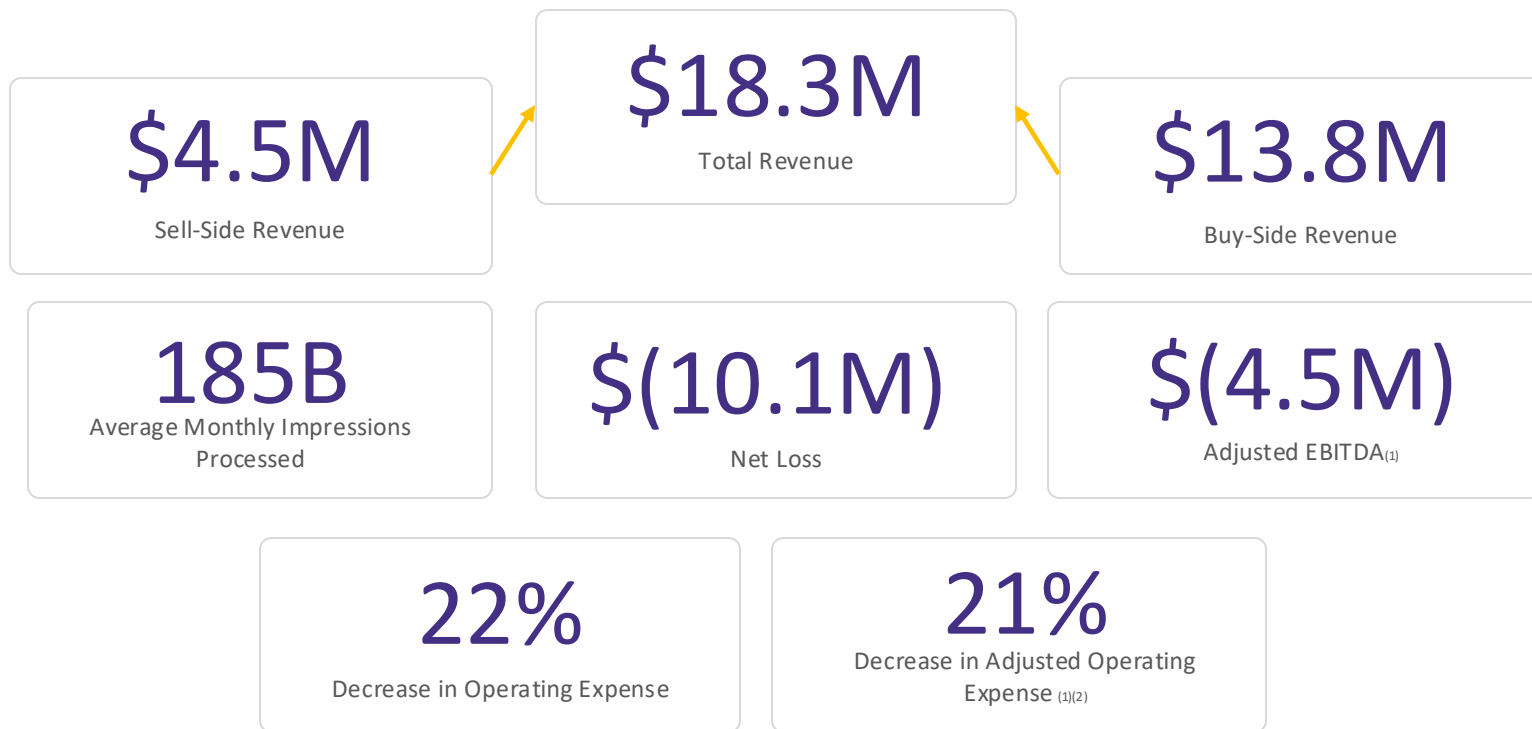 $18.3M
Total Revenue
$4.5M
Sell-Side Revenue
$13.8M
Buy-Side Revenue
185B
Average Monthly Impressions
Processed
$(10.1M)
Net Loss
$(4.5M)
Adjusted EBITDA(1)
22%
Decrease in Operating Expense
21%
Decrease in Adjusted Operating
Expense (1)(2)